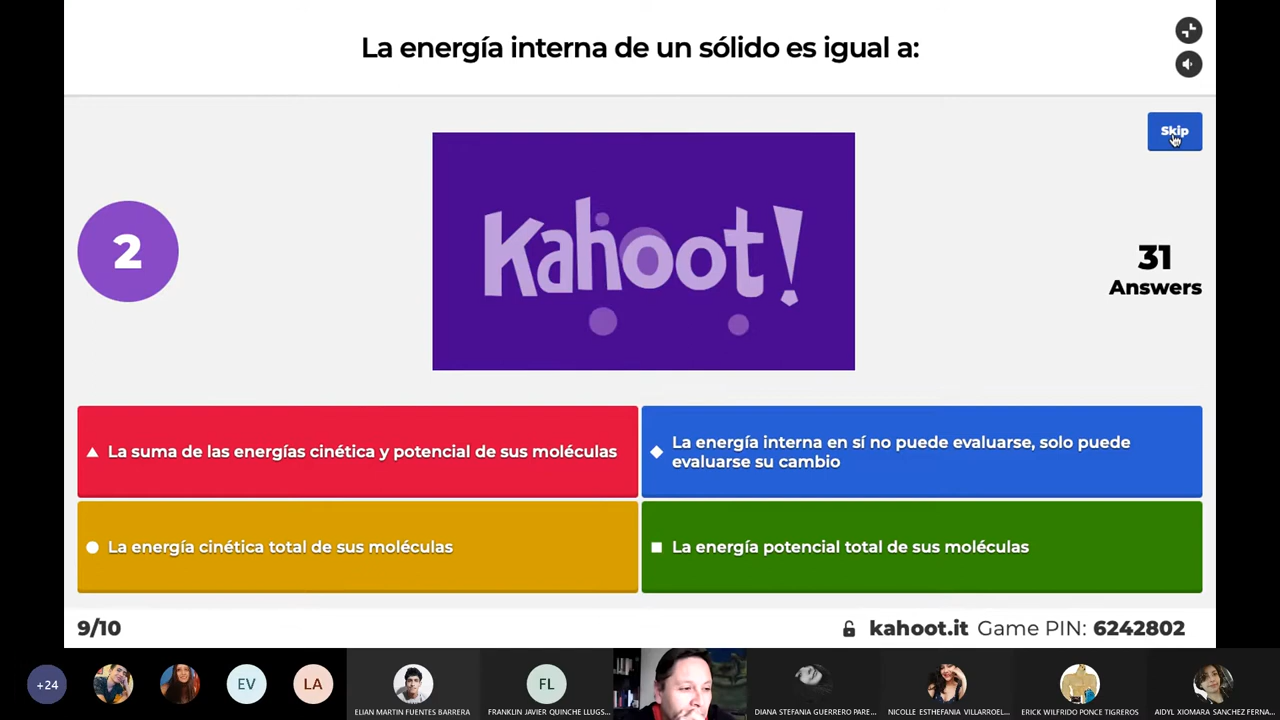 La energía interna de un sólido es igual a:
Skip
Kahoot!
2
31
Answers
La suma de las energías cinética y potencial de sus moléculas
La energía interna en sí no puede evaluarse, solo puede
evaluarse su cambio
La energía cinética total de sus moléculas
La energía potencial total de sus moléculas
9/10
kahoot.it Game PIN: 6242802
+24
EV
LA
ELIAN MARTIN FUENTES BARRERA
FL
FRANKLIN JAVIER QUINCHE LLUGS...
DIANA STEFANIA GUERRERO PARE...
NICOLLE ESTHEFANIA VILLARROEL...
ERICK WILFRIDO PONCE TIGREROS
AIDYL XIOMARA SANCHEZ FERNA...